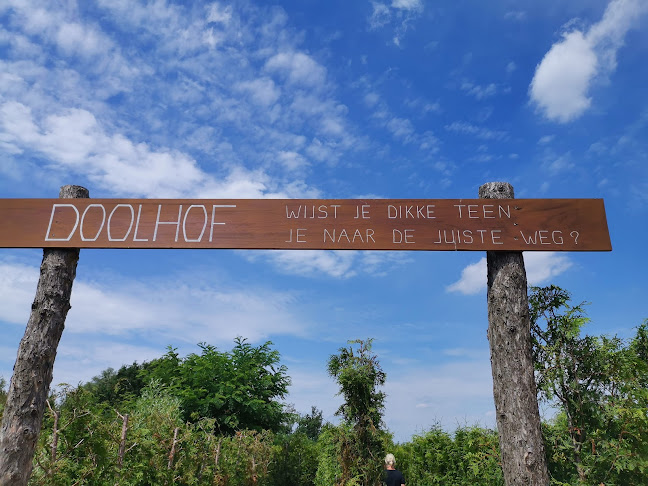 DOOLHOF
WIJST JE DIKKE TEEN
JE NAAR DE JUISTE WEG?